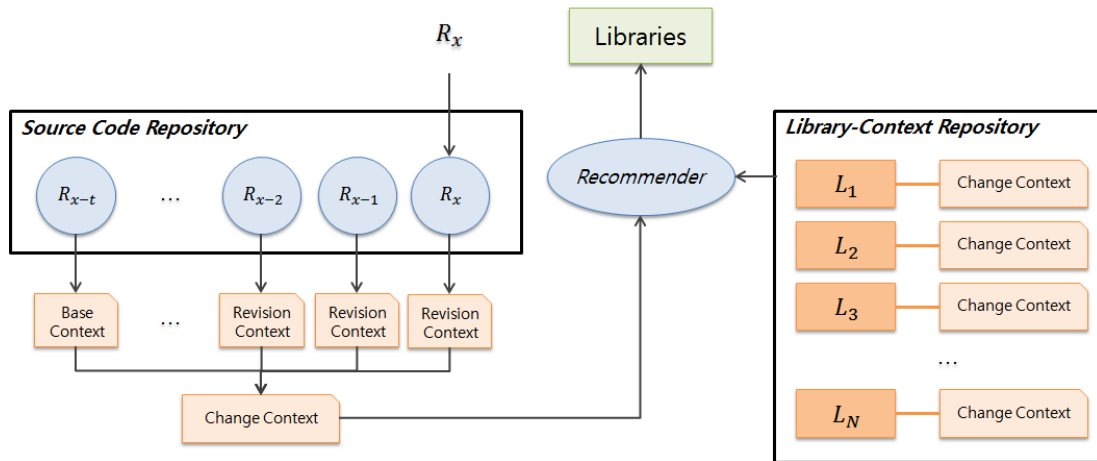 R_x
Libraries
Source Code Repository
R_{x-t}
...
R_{x-2}
R_{x-1}
R_x
Base
Context
...
Revision
Context
Revision
Context
Revision
Context
Change Context
Recommender
Library-Context Repository
L_1 Change Context
L_2 Change Context
L_3 Change Context
...
L_N Change Context